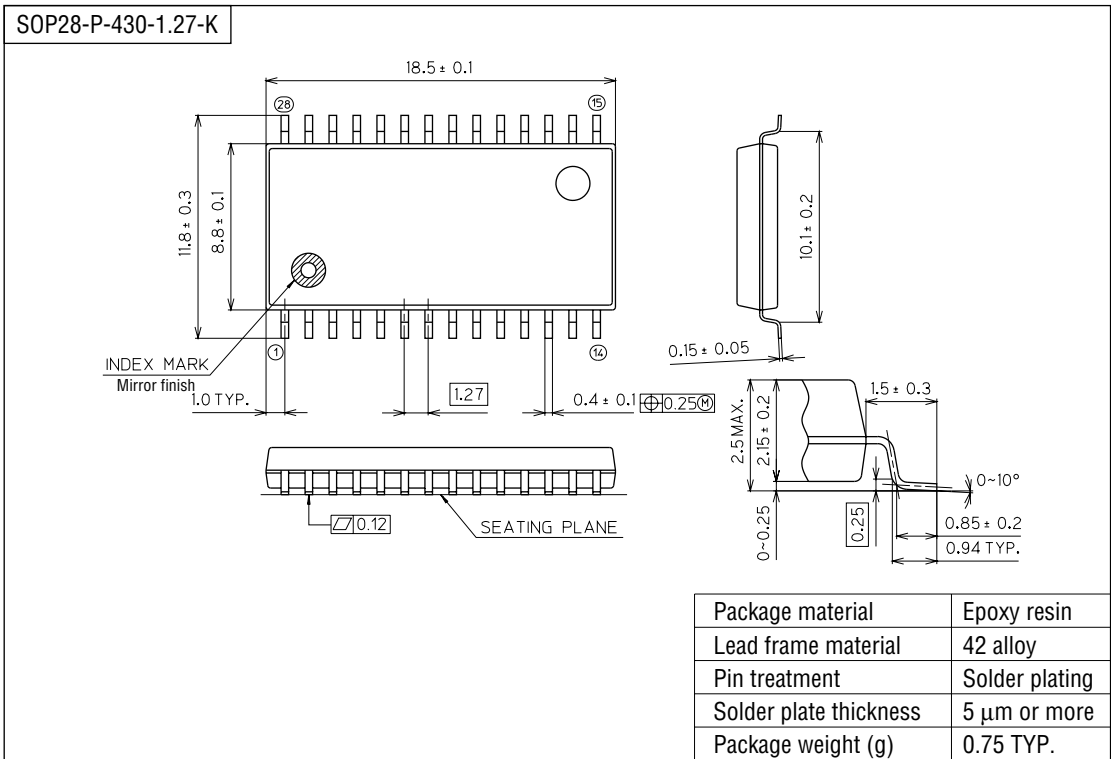 SOP28-P-430-1.27-K
18.5 ± 0.1
28
15
11.8 ± 0.3
8.8 ± 0.1
10.1 ± 0.2
1
14
INDEX MARK
Mirror finish
1.0 TYP.
1.27
0.4 ± 0.1
⌖ 0.25 Ⓜ
0.15 ± 0.05
1.5 ± 0.3
2.5 MAX.
2.15 ± 0.2
0~10°
0~0.25
0.25
0.85 ± 0.2
0.94 TYP.
⏥ 0.12
SEATING PLANE
Package material Epoxy resin
Lead frame material 42 alloy
Pin treatment Solder plating
Solder plate thickness 5 μm or more
Package weight (g) 0.75 TYP.